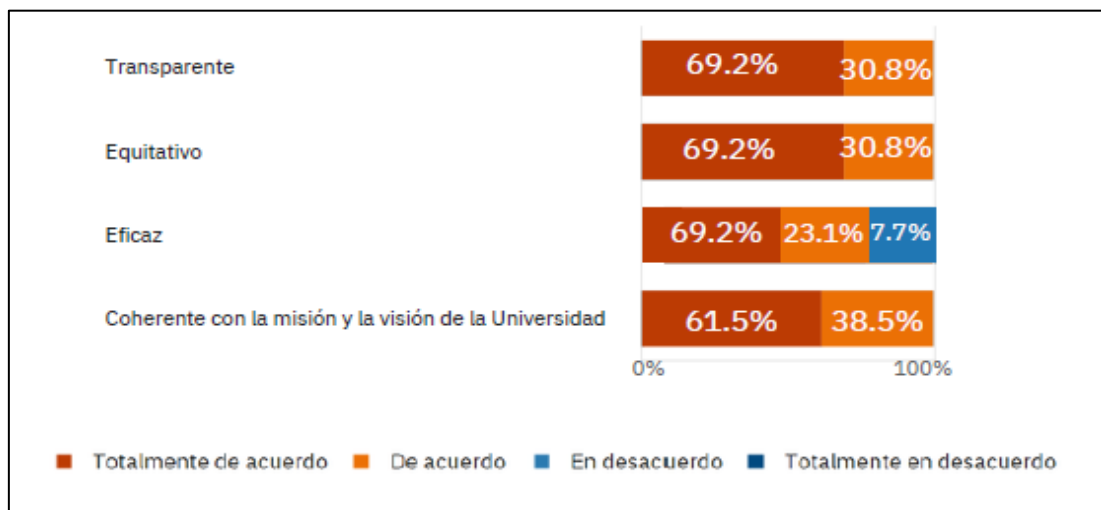 Transparente 69.2% 30.8%
Equitativo 69.2% 30.8%
Eficaz 69.2% 23.1% 7.7%
Coherente con la misión y la visión de la Universidad 61.5% 38.5%
0% 100%
Totalmente de acuerdo De acuerdo En desacuerdo Totalmente en desacuerdo